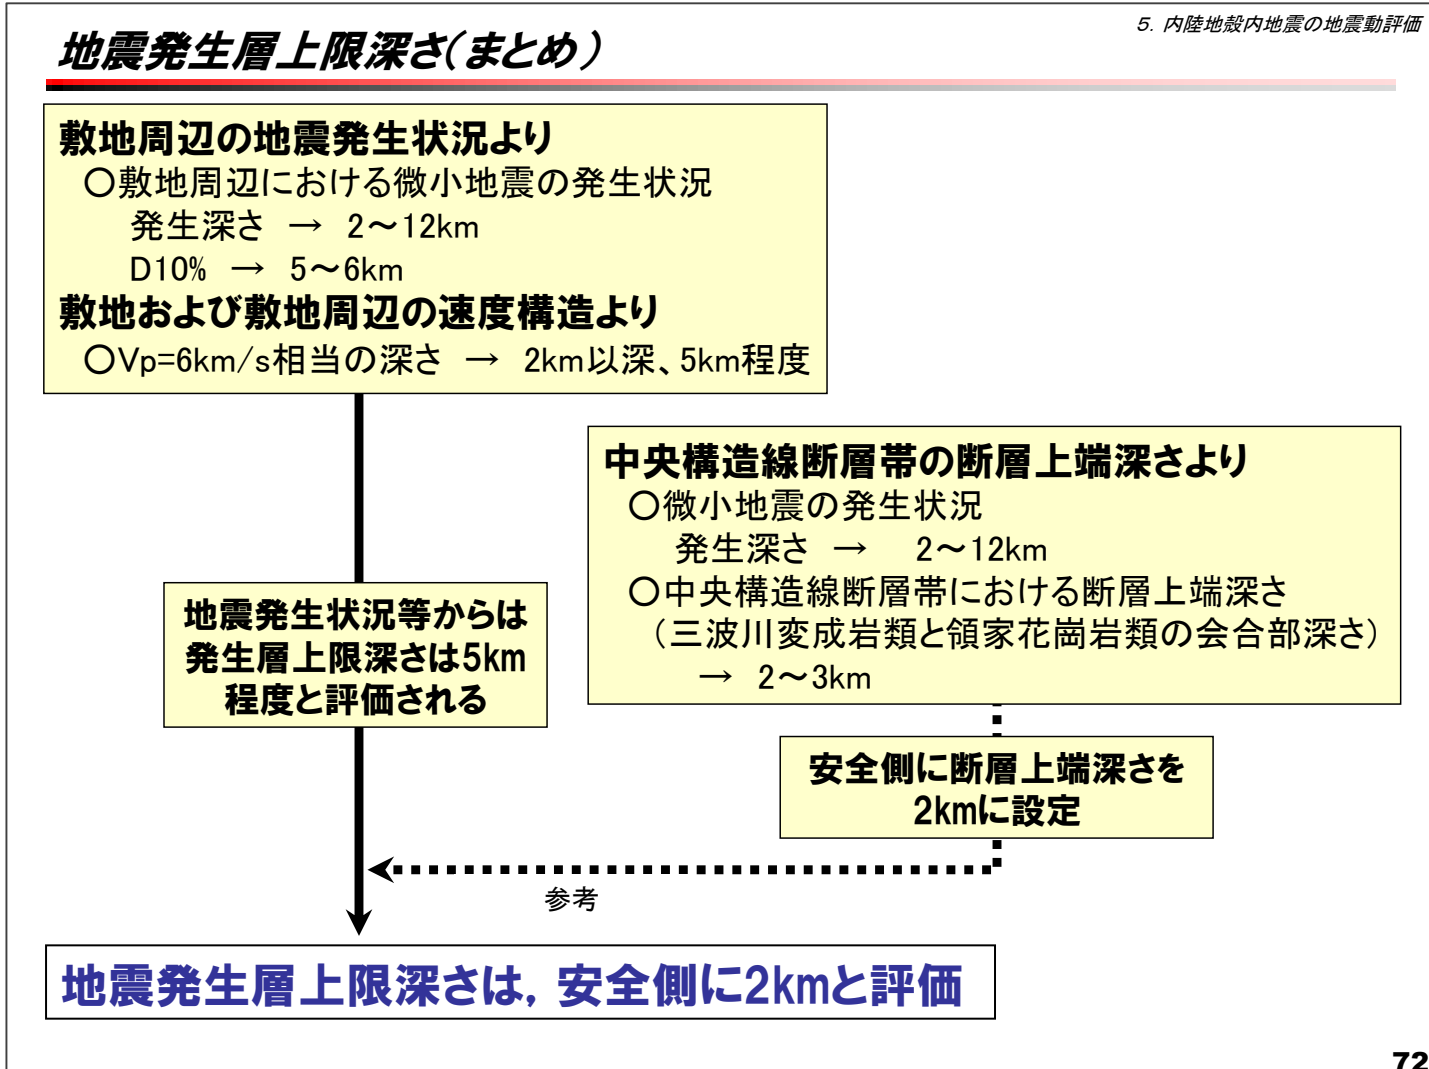 5. 内陸地殻内地震の地震動評価
地震発生層上限深さ(まとめ)
敷地周辺の地震発生状況より
○敷地周辺における微小地震の発生状況
発生深さ → 2～12km
D10% → 5～6km
敷地および敷地周辺の速度構造より
○Vp=6km/s相当の深さ → 2km以深、5km程度
中央構造線断層帯の断層上端深さより
○微小地震の発生状況
発生深さ → 2～12km
○中央構造線断層帯における断層上端深さ
(三波川変成岩類と領家花崗岩類の会合部深さ)
→ 2～3km
地震発生状況等からは
発生層上限深さは5km
程度と評価される
安全側に断層上端深さを
2kmに設定
参考
地震発生層上限深さは, 安全側に2kmと評価
72